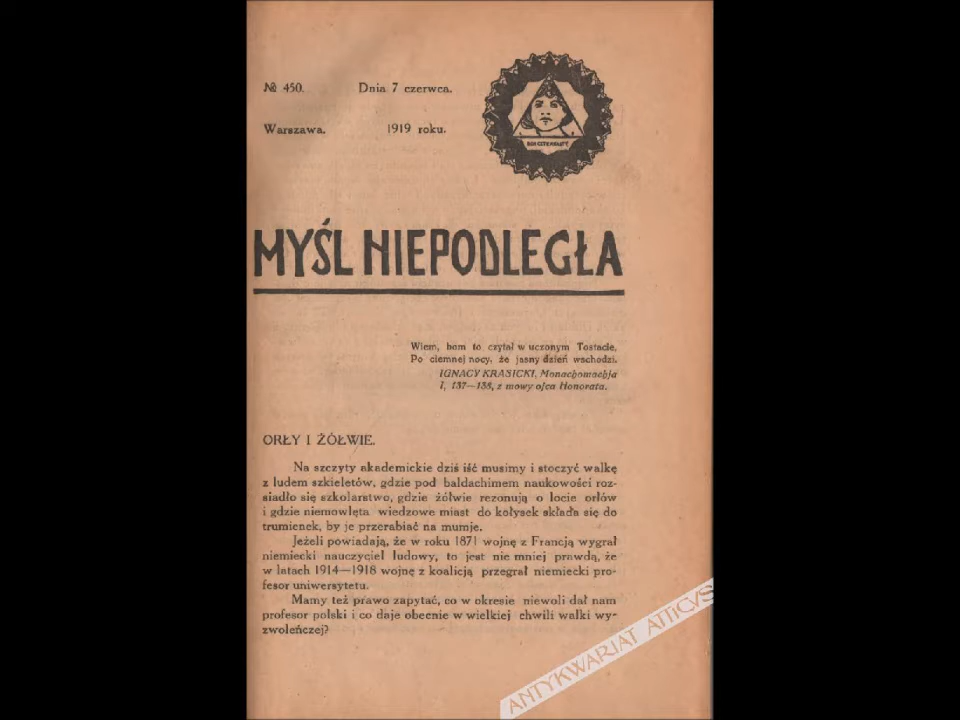 № 450. Dnia 7 czerwca.
Warszawa. 1919 roku.
MYŚL NIEPODLEGŁA
Wiem, bom to czytał w uczonym Tostacie,
Po ciemnej nocy, że jasny dzień wschodzi.
IGNACY KRASICKI, Monachomachja
I, 137—138, z mowy ojca Honorata.
ORŁY I ŻÓŁWIE.
Na szczyty akademickie dziś iść musimy i stoczyć walkę
z ludem szkieletów, gdzie pod baldachimem naukowości roz-
siadło się szkolarstwo, gdzie żółwie rezonują o locie orłów
i gdzie niemowlęta wiedzowe miast do kołysek składa się do
trumienek, by je przerabiać na mumje.
Jeżeli powiadają, że w roku 1871 wojnę z Francją wygrał
niemiecki nauczyciel ludowy, to jest nie mniej prawdą, że
w latach 1914—1918 wojnę z koalicją przegrał niemiecki pro-
fesor uniwersytetu.
Mamy też prawo zapytać, co w okresie niewoli dał nam
profesor polski i co daje obecnie w wielkiej chwili walki wy-
zwoleńczej?
ANTYKWARIAT ATTICVS